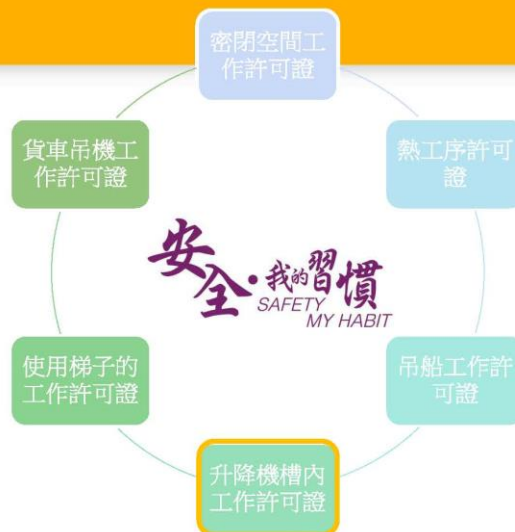 密閉空間工
作許可證
熱工序許可
證
吊船工作許
可證
升降機槽內
工作許可證
使用梯子的
工作許可證
貨車吊機工
作許可證
安全·我的習慣
SAFETY
MY HABIT